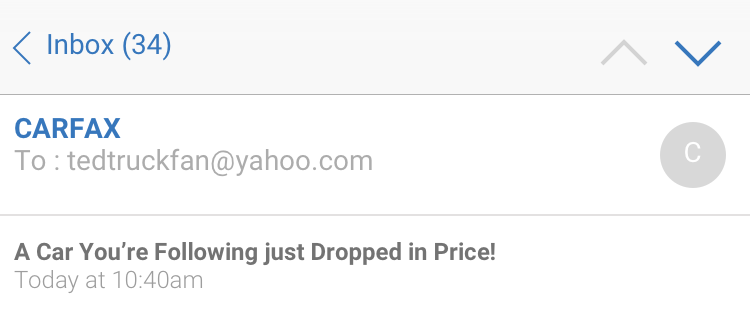 Inbox (34)
CARFAX
To : tedtruckfan@yahoo.com
C
A Car You’re Following just Dropped in Price!
Today at 10:40am